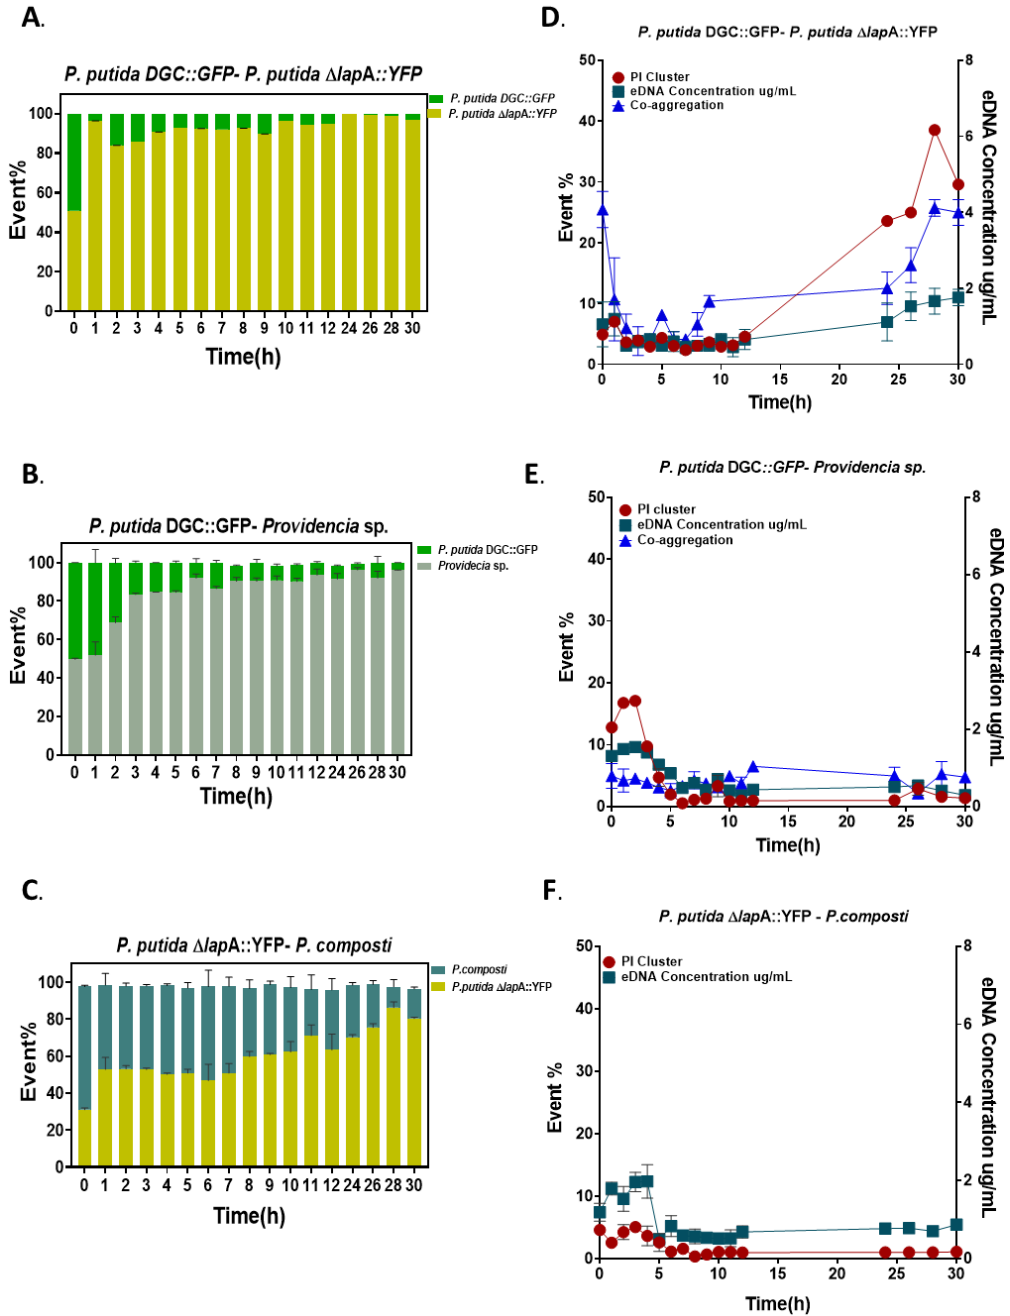 A.
P. putida DGC::GFP- P. putida ΔlapA::YFP
P. putida DGC::GFP
P. putida ΔlapA::YFP
100
80
60
40
20
0
Event%
0 1 2 3 4 5 6 7 8 9 10 11 12 24 26 28 30
Time(h)
D.
P. putida DGC::GFP- P. putida ΔlapA::YFP
PI Cluster
eDNA Concentration ug/mL
Co-aggregation
50
40
30
20
10
0
Event %
8
6
4
2
0
eDNA Concentration ug/mL
0 5 10 15 20 25 30
Time(h)
B.
P. putida DGC::GFP- Providencia sp.
P. putida DGC::GFP
Providecia sp.
100
80
60
40
20
0
Event%
0 1 2 3 4 5 6 7 8 9 10 11 12 24 26 28 30
Time(h)
E.
P. putida DGC::GFP- Providencia sp.
PI cluster
eDNA Concentration ug/mL
Co-aggregation
50
40
30
20
10
0
Event %
8
6
4
2
0
eDNA Concentration ug/mL
0 5 10 15 20 25 30
Time(h)
C.
P. putida ΔlapA::YFP- P. composti
P.composti
P.putida ΔlapA::YFP
100
80
60
40
20
0
Event%
0 1 2 3 4 5 6 7 8 9 10 11 12 24 26 28 30
Time(h)
F.
P. putida ΔlapA::YFP - P.composti
PI Cluster
eDNA Concentration ug/mL
50
40
30
20
10
0
Event %
8
6
4
2
0
eDNA Concentration ug/mL
0 5 10 15 20 25 30
Time(h)